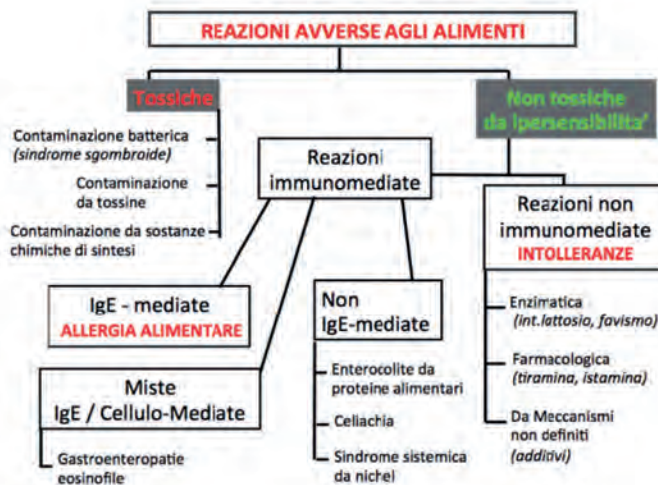 REAZIONI AVVERSE AGLI ALIMENTI
Tossiche
Contaminazione batterica
(sindrome sgombroide)
Contaminazione
da tossine
Contaminazione da sostanze
chimiche di sintesi
Non tossiche
da ipersensibilita'
Reazioni
immunomediate
IgE - mediate
ALLERGIA ALIMENTARE
Miste
IgE / Cellulo-Mediate
Gastroenteropatie
eosinofile
Non
IgE-mediate
Enterocolite da
proteine alimentari
Celiachia
Sindrome sistemica
da nichel
Reazioni non
immunomediate
INTOLLERANZE
Enzimatica
(int.lattosio, favismo)
Farmacologica
(tiramina, istamina)
Da Meccanismi
non definiti
(additivi)